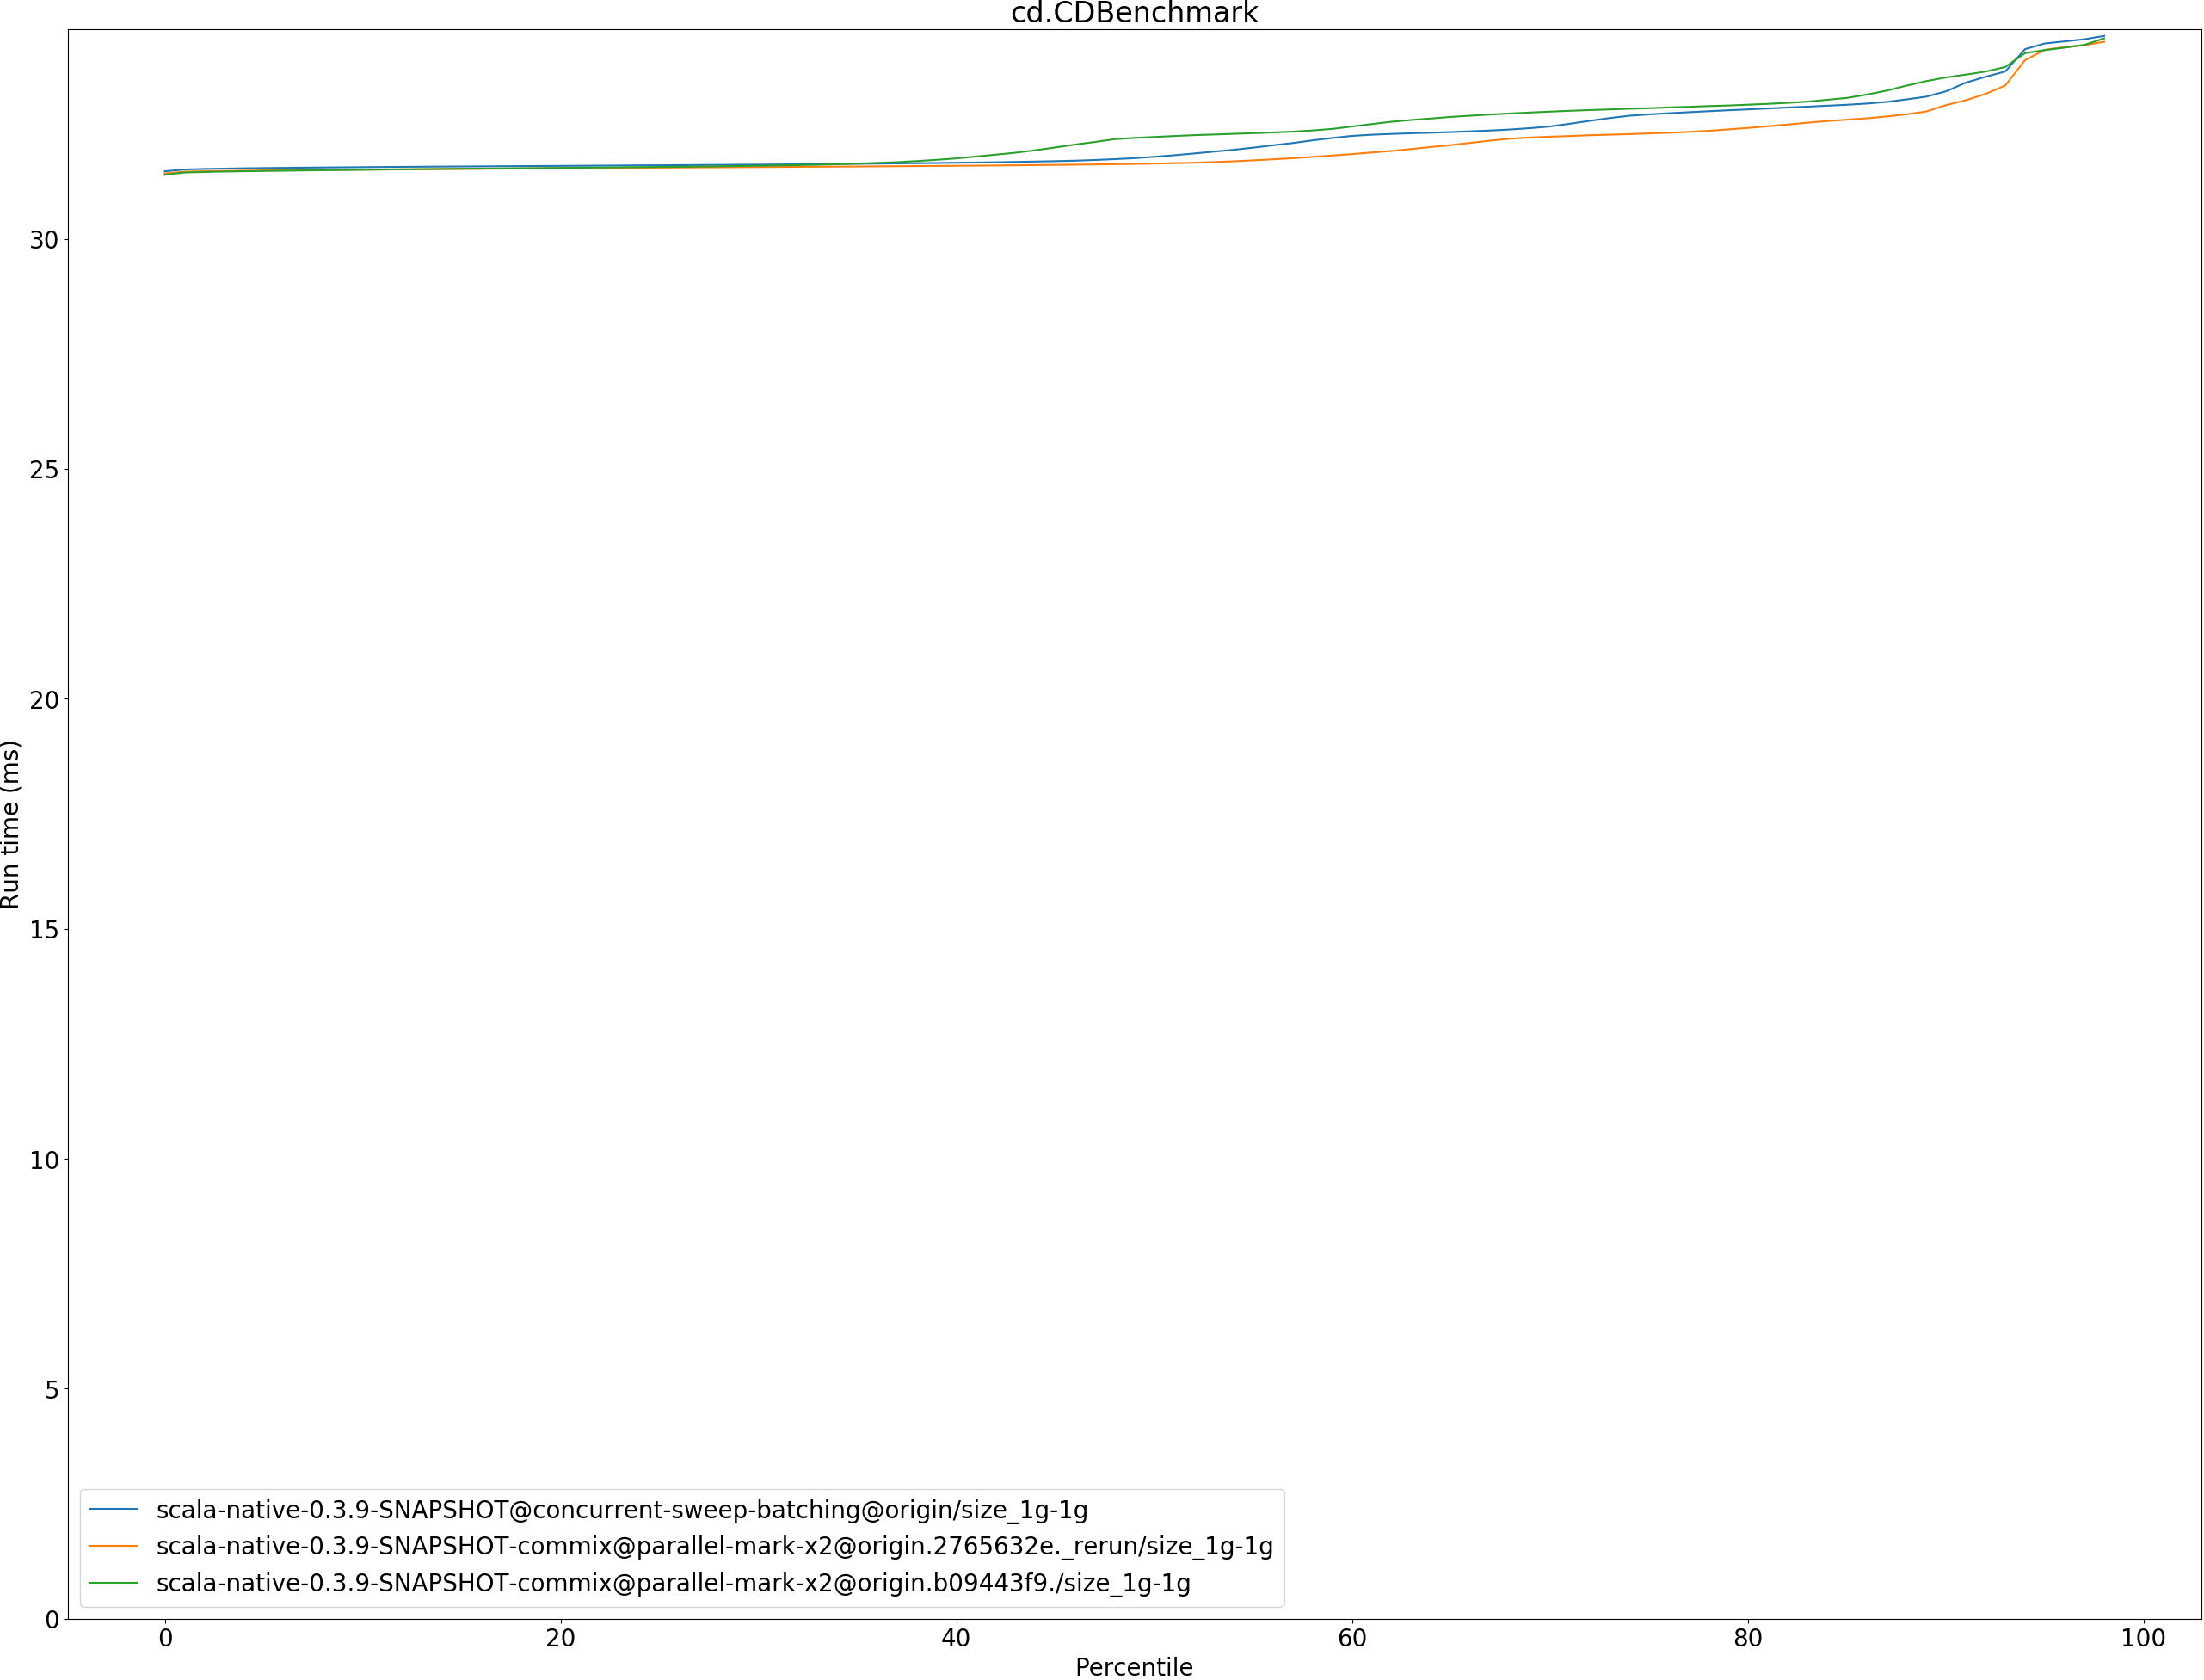 cd.CDBenchmark
Run time (ms)
30
25
20
15
10
5
0
scala-native-0.3.9-SNAPSHOT@concurrent-sweep-batching@origin/size_1g-1g
scala-native-0.3.9-SNAPSHOT-commix@parallel-mark-x2@origin.2765632e._rerun/size_1g-1g
scala-native-0.3.9-SNAPSHOT-commix@parallel-mark-x2@origin.b09443f9./size_1g-1g
0 20 40 60 80 100
Percentile